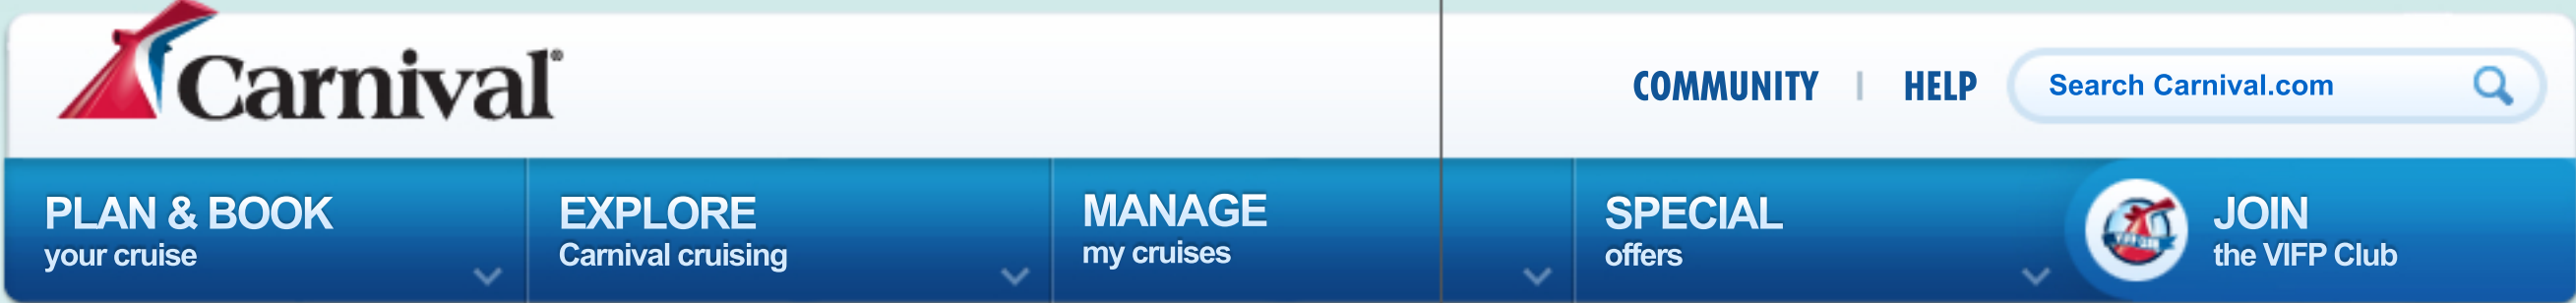 Carnival®
COMMUNITY | HELP
Search Carnival.com
PLAN & BOOK
your cruise
EXPLORE
Carnival cruising
MANAGE
my cruises
SPECIAL
offers
JOIN
the VIFP Club